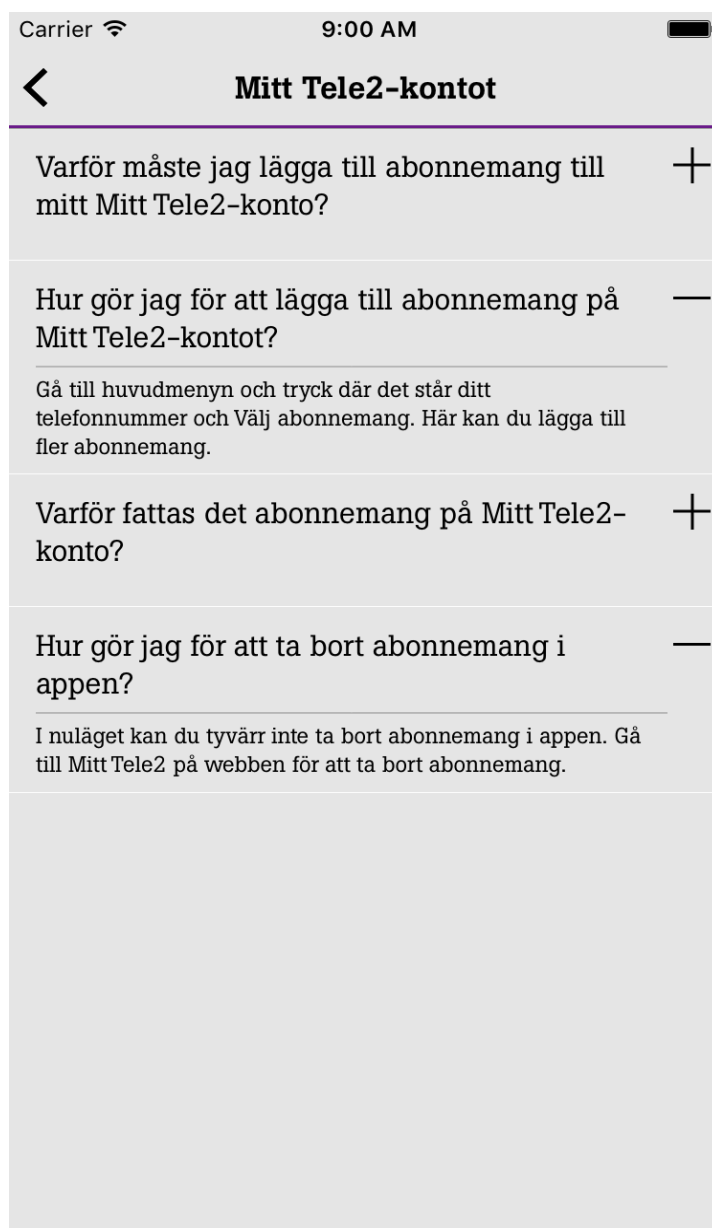 Carrier 9:00 AM
Mitt Tele2-kontot
Varför måste jag lägga till abonnemang till
mitt Mitt Tele2-konto?
Hur gör jag för att lägga till abonnemang på
Mitt Tele2-kontot?
Gå till huvudmenyn och tryck där det står ditt
telefonnummer och Välj abonnemang. Här kan du lägga till
fler abonnemang.
Varför fattas det abonnemang på Mitt Tele2-
konto?
Hur gör jag för att ta bort abonnemang i
appen?
I nuläget kan du tyvärr inte ta bort abonnemang i appen. Gå
till Mitt Tele2 på webben för att ta bort abonnemang.